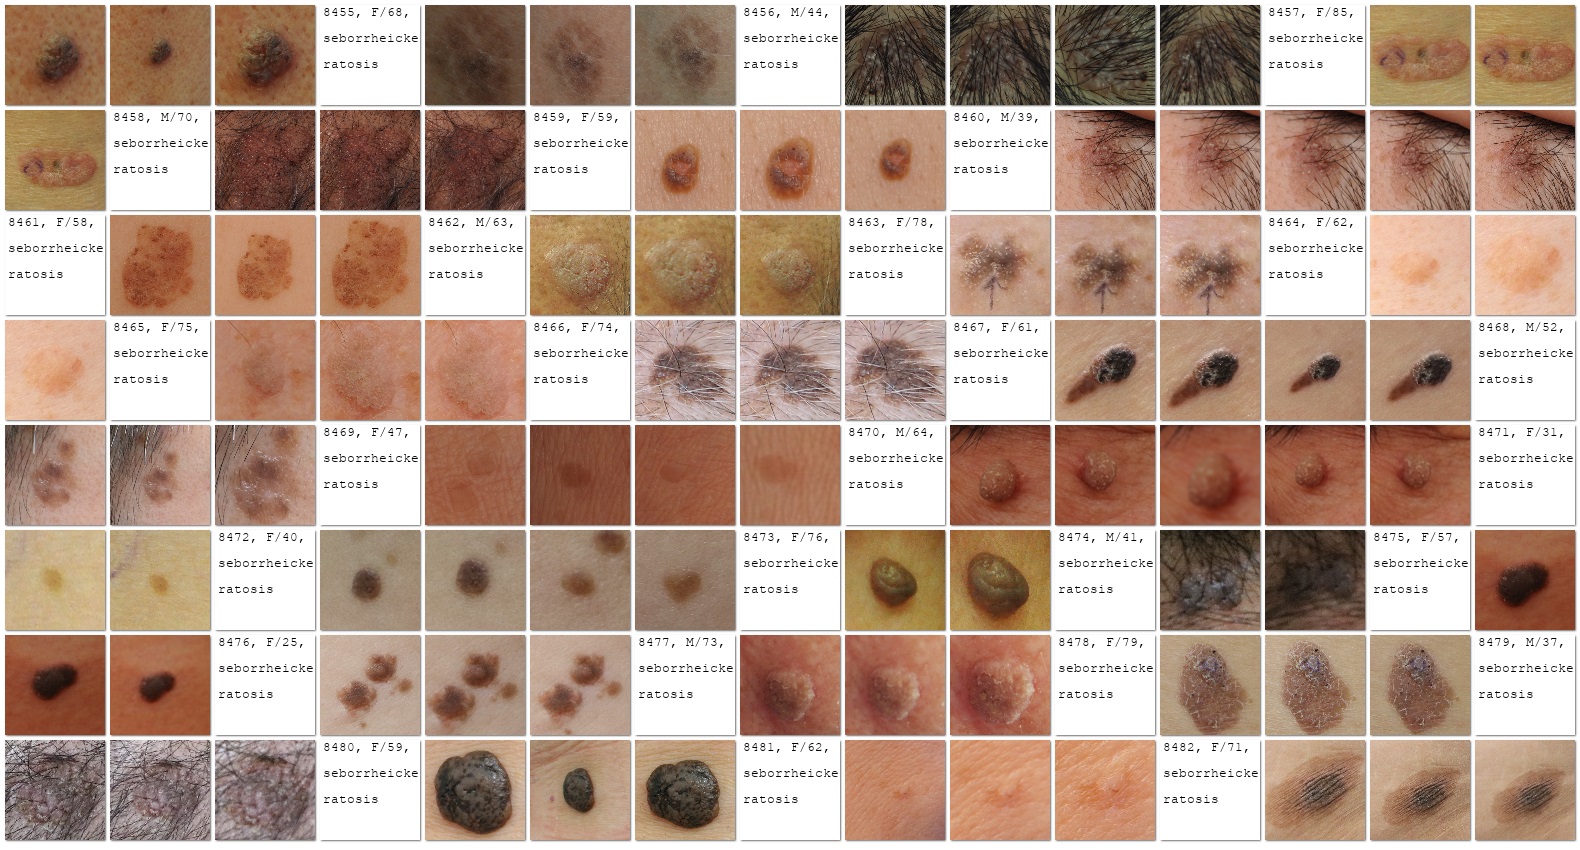 8455, F/68,
seborrheicke
ratosis
8456, M/44,
seborrheicke
ratosis
8457, F/85,
seborrheicke
ratosis
8458, M/70,
seborrheicke
ratosis
8459, F/59,
seborrheicke
ratosis
8460, M/39,
seborrheicke
ratosis
8461, F/58,
seborrheicke
ratosis
8462, M/63,
seborrheicke
ratosis
8463, F/78,
seborrheicke
ratosis
8464, F/62,
seborrheicke
ratosis
8465, F/75,
seborrheicke
ratosis
8466, F/74,
seborrheicke
ratosis
8467, F/61,
seborrheicke
ratosis
8468, M/52,
seborrheicke
ratosis
8469, F/47,
seborrheicke
ratosis
8470, M/64,
seborrheicke
ratosis
8471, F/31,
seborrheicke
ratosis
8472, F/40,
seborrheicke
ratosis
8473, F/76,
seborrheicke
ratosis
8474, M/41,
seborrheicke
ratosis
8475, F/57,
seborrheicke
ratosis
8476, F/25,
seborrheicke
ratosis
8477, M/73,
seborrheicke
ratosis
8478, F/79,
seborrheicke
ratosis
8479, M/37,
seborrheicke
ratosis
8480, F/59,
seborrheicke
ratosis
8481, F/62,
seborrheicke
ratosis
8482, F/71,
seborrheicke
ratosis